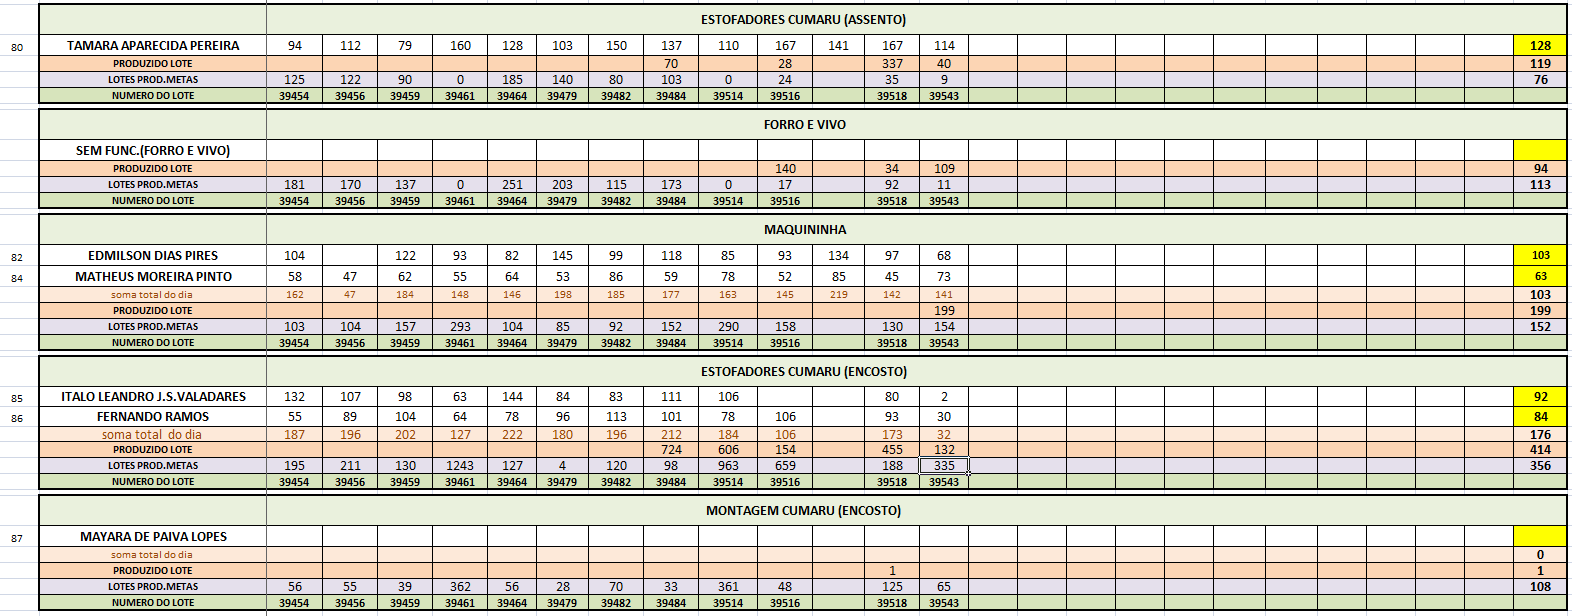 ESTOFADORES CUMARU (ASSENTO)
80 TAMARA APARECIDA PEREIRA 94 112 79 160 128 103 150 137 110 167 141 167 114 128
PRODUZIDO LOTE 70 28 337 40 119
LOTES PROD.METAS 125 122 90 0 185 140 80 103 0 24 35 9 76
NUMERO DO LOTE 39454 39456 39459 39461 39464 39479 39482 39484 39514 39516 39518 39543
FORRO E VIVO
SEM FUNC.(FORRO E VIVO)
PRODUZIDO LOTE 140 34 109 94
LOTES PROD.METAS 181 170 137 0 251 203 115 173 0 17 92 11 113
NUMERO DO LOTE 39454 39456 39459 39461 39464 39479 39482 39484 39514 39516 39518 39543
MAQUININHA
82 EDMILSON DIAS PIRES 104 122 93 82 145 99 118 85 93 134 97 68 103
84 MATHEUS MOREIRA PINTO 58 47 62 55 64 53 86 59 78 52 85 45 73 63
soma total do dia 162 47 184 148 146 198 185 177 163 145 219 142 141 103
PRODUZIDO LOTE 199 199
LOTES PROD.METAS 103 104 157 293 104 85 92 152 290 158 130 154 152
NUMERO DO LOTE 39454 39456 39459 39461 39464 39479 39482 39484 39514 39516 39518 39543
ESTOFADORES CUMARU (ENCOSTO)
85 ITALO LEANDRO J.S.VALADARES 132 107 98 63 144 84 83 111 106 80 2 92
86 FERNANDO RAMOS 55 89 104 64 78 96 113 101 78 106 93 30 84
soma total do dia 187 196 202 127 222 180 196 212 184 106 173 32 176
PRODUZIDO LOTE 724 606 154 455 132 414
LOTES PROD.METAS 195 211 130 1243 127 4 120 98 963 659 188 335 356
NUMERO DO LOTE 39454 39456 39459 39461 39464 39479 39482 39484 39514 39516 39518 39543
MONTAGEM CUMARU (ENCOSTO)
87 MAYARA DE PAIVA LOPES
soma total do dia 0
PRODUZIDO LOTE 1 1
LOTES PROD.METAS 56 55 39 362 56 28 70 33 361 48 125 65 108
NUMERO DO LOTE 39454 39456 39459 39461 39464 39479 39482 39484 39514 39516 39518 39543